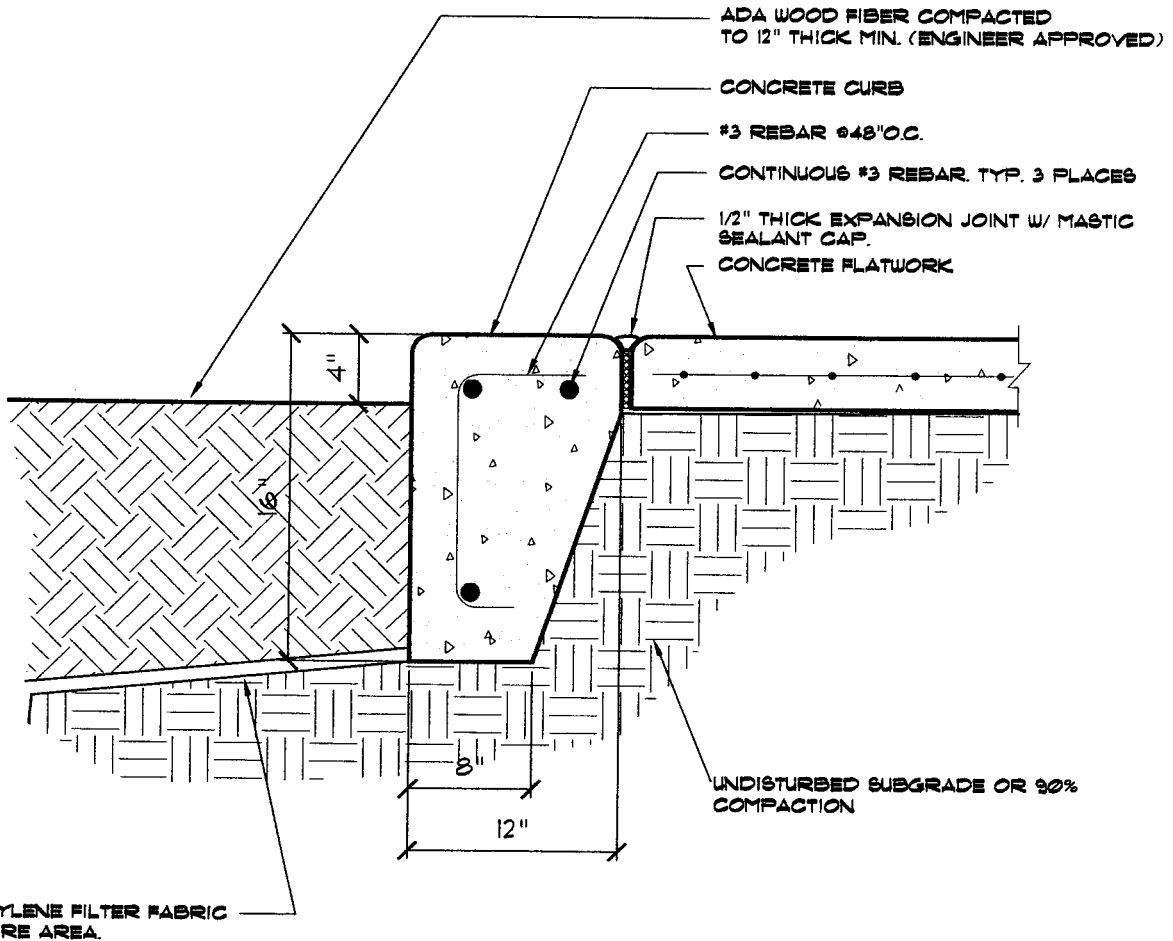 ADA WOOD FIBER COMPACTED
TO 12" THICK MIN. (ENGINEER APPROVED)
CONCRETE CURB
#3 REBAR @48"O.C.
CONTINUOUS #3 REBAR. TYP. 3 PLACES
1/2" THICK EXPANSION JOINT W/ MASTIC
SEALANT CAP.
CONCRETE FLATWORK
4"
16"
8"
12"
UNDISTURBED SUBGRADE OR 90%
COMPACTION
YLENE FILTER FABRIC
RE AREA.